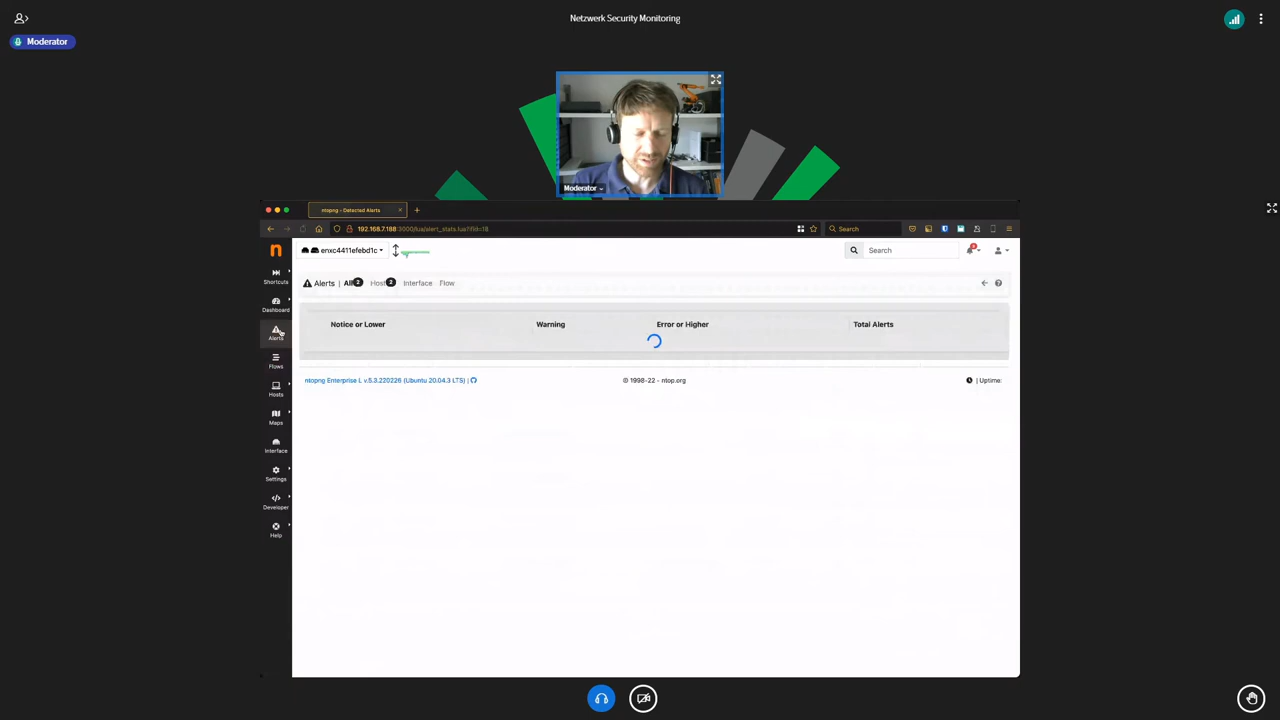 Netzwerk Security Monitoring
Moderator
Moderator
ntopng - Detected Alerts
192.168.7.188:3000/lua/alert_stats.lua?ifid=18
Search
enxc4411efebd1c
Search
Shortcuts
Dashboard
Alerts
Flows
Hosts
Maps
Interface
Settings
Developer
Help
Alerts | All 2 Host 2 Interface Flow
Notice or Lower Warning Error or Higher Total Alerts
ntopng Enterprise L v.5.3.220226 (Ubuntu 20.04.3 LTS) |
© 1998-22 - ntop.org
| Uptime: